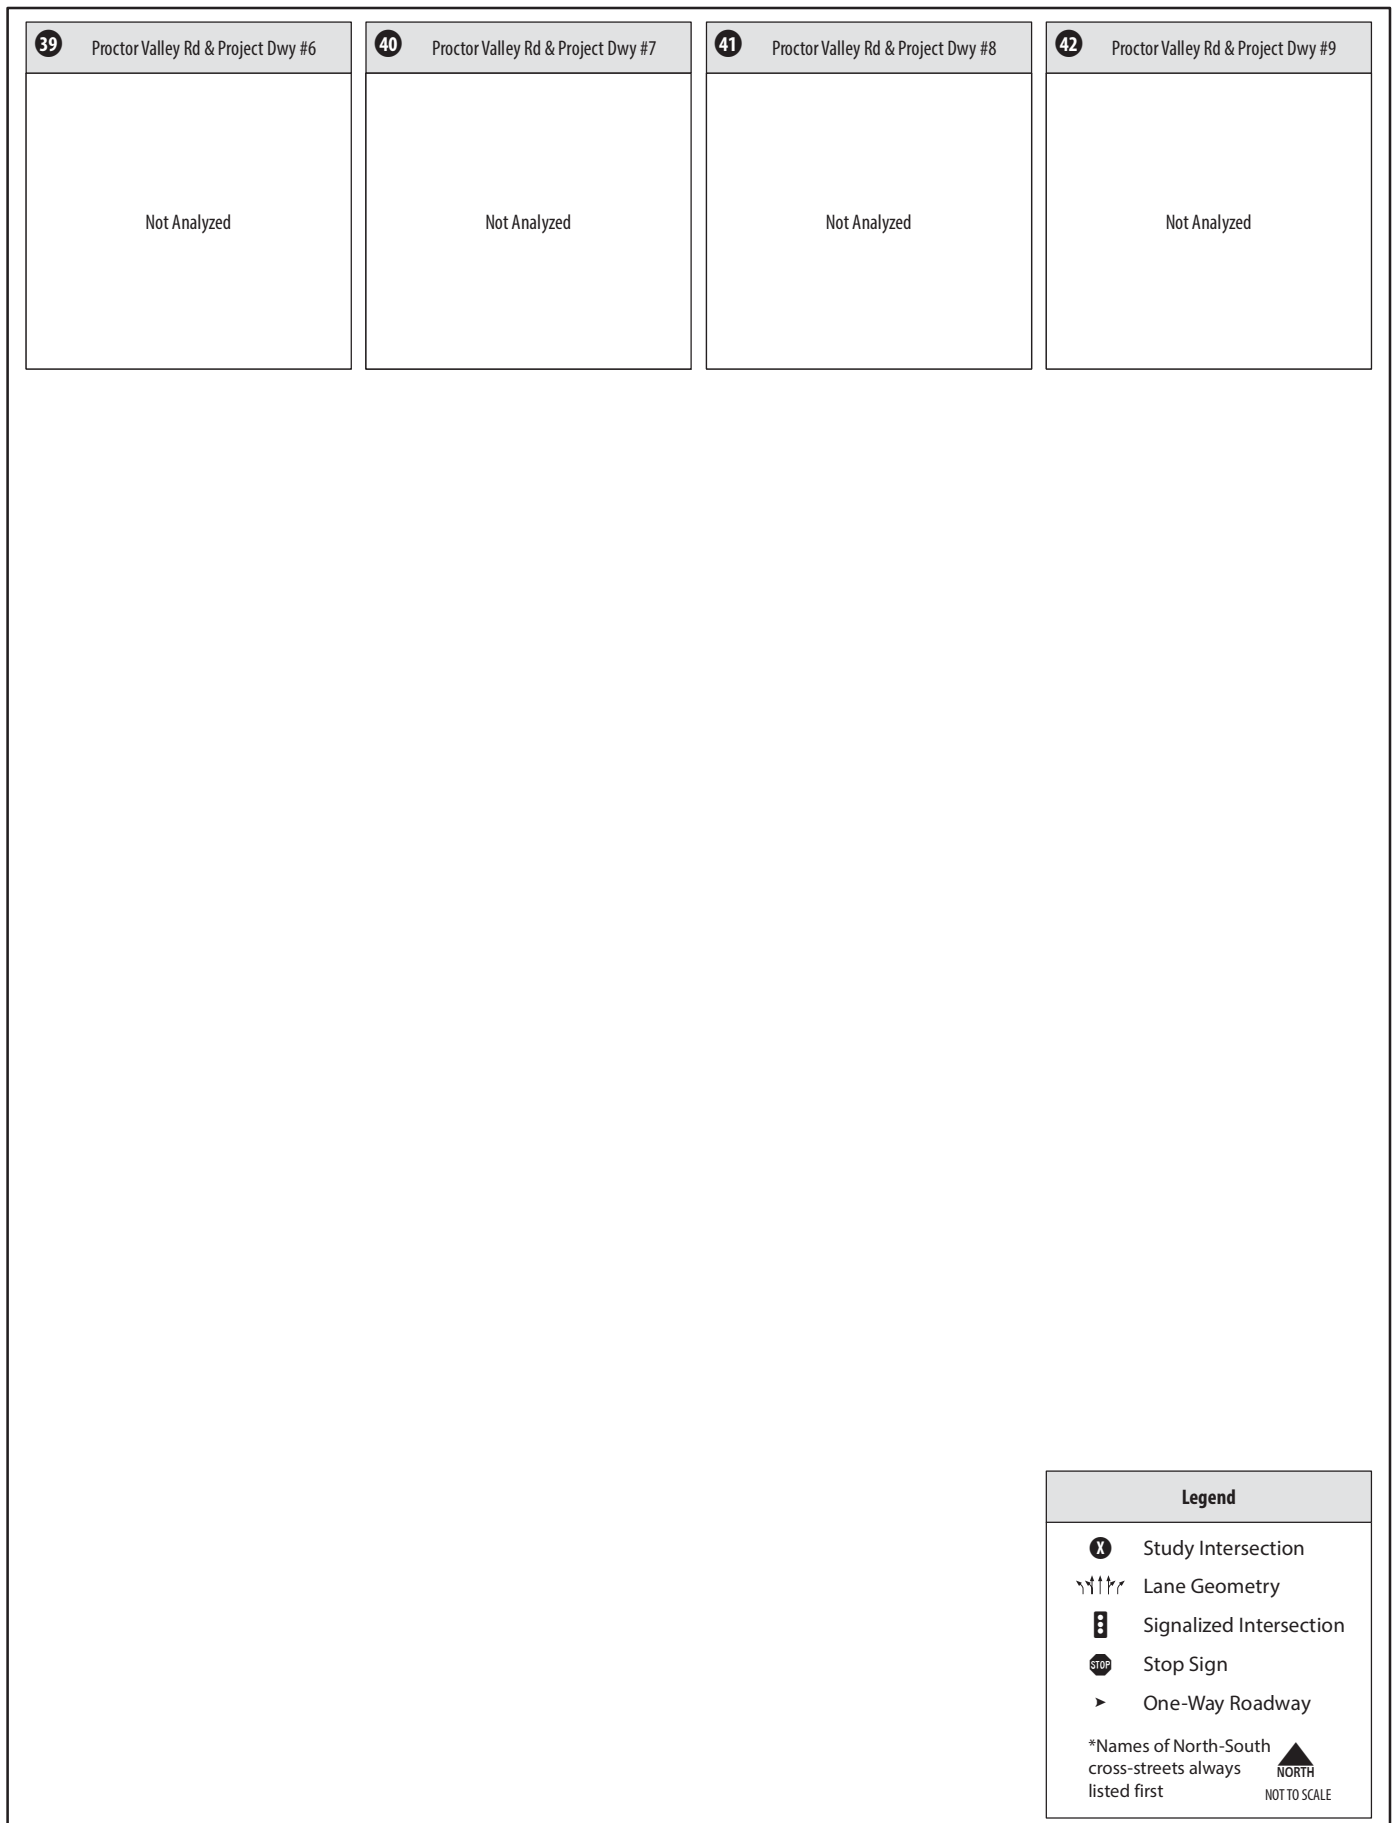 39 Proctor Valley Rd & Project Dwy #6
Not Analyzed
40 Proctor Valley Rd & Project Dwy #7
Not Analyzed
41 Proctor Valley Rd & Project Dwy #8
Not Analyzed
42 Proctor Valley Rd & Project Dwy #9
Not Analyzed
Legend
X Study Intersection
Lane Geometry
Signalized Intersection
STOP Stop Sign
One-Way Roadway
*Names of North-South
cross-streets always
listed first
NORTH
NOT TO SCALE